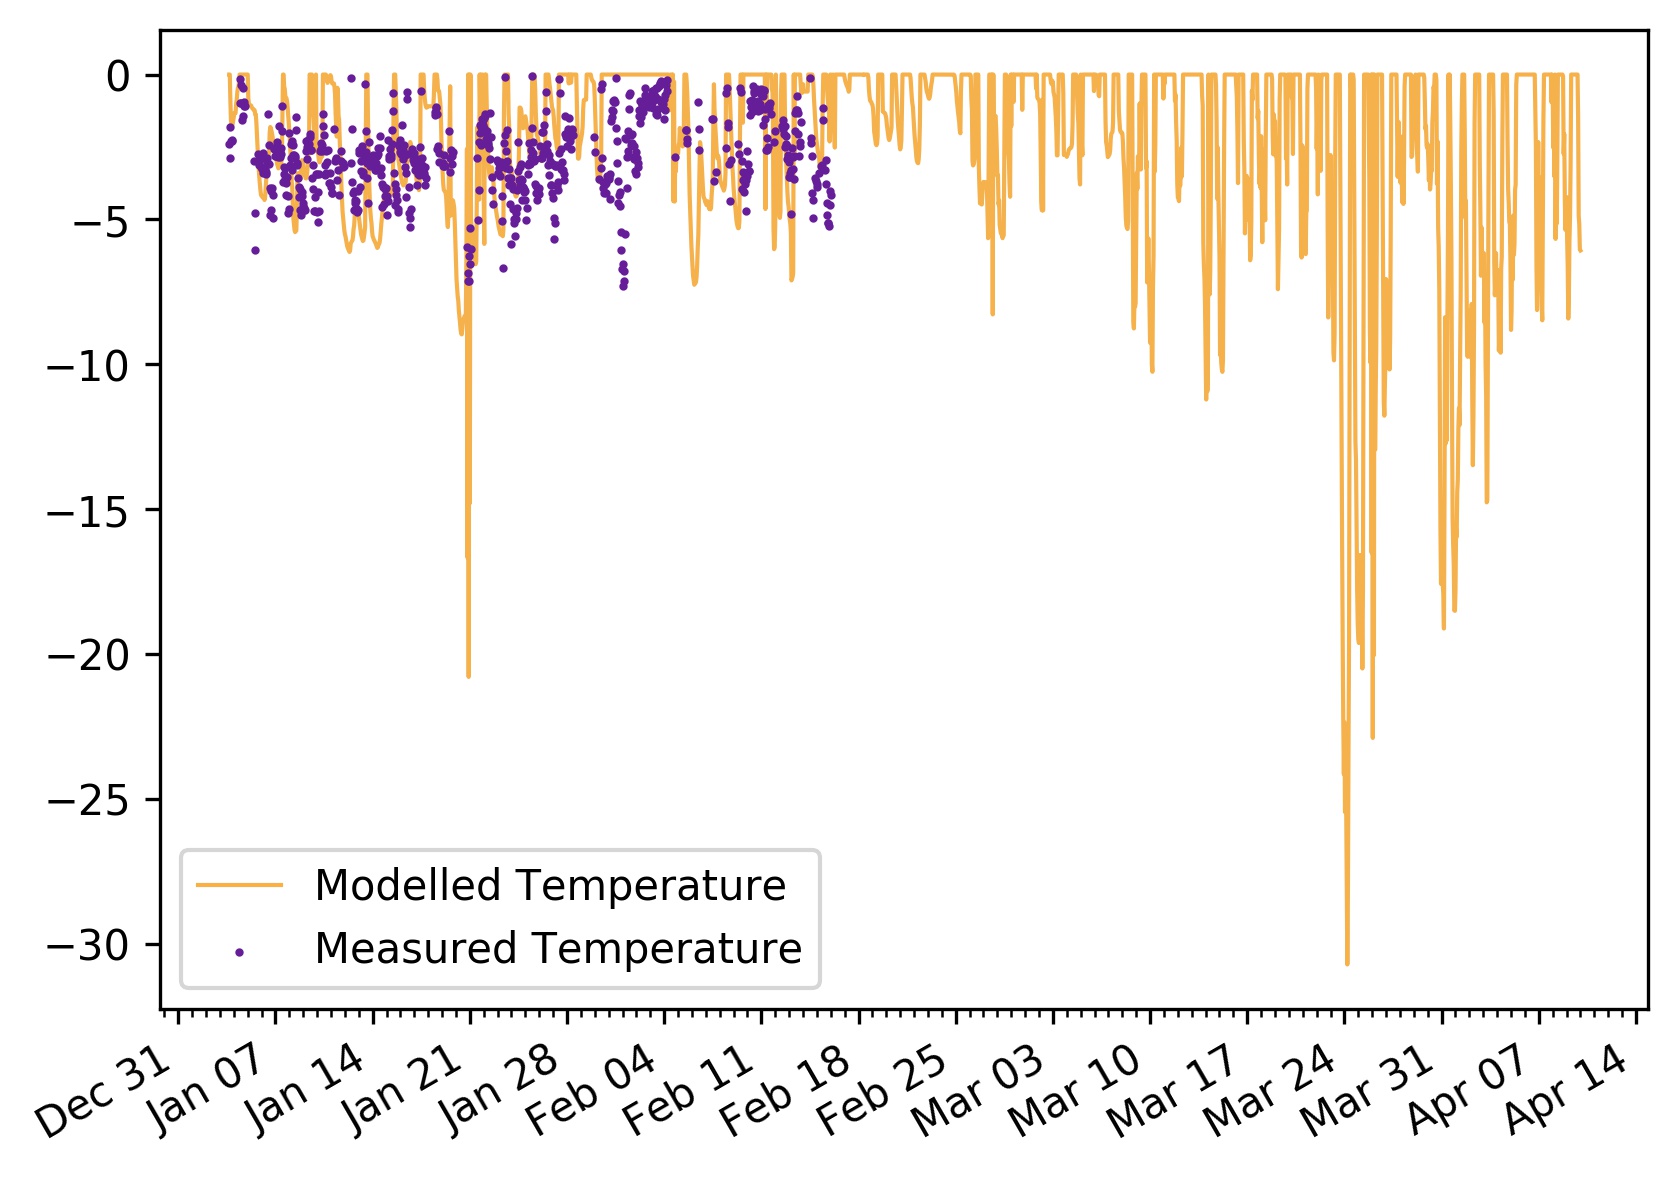 0
−5
−10
−15
−20
−25
−30
Modelled Temperature
Measured Temperature
Dec 31
Jan 07
Jan 14
Jan 21
Jan 28
Feb 04
Feb 11
Feb 18
Feb 25
Mar 03
Mar 10
Mar 17
Mar 24
Mar 31
Apr 07
Apr 14